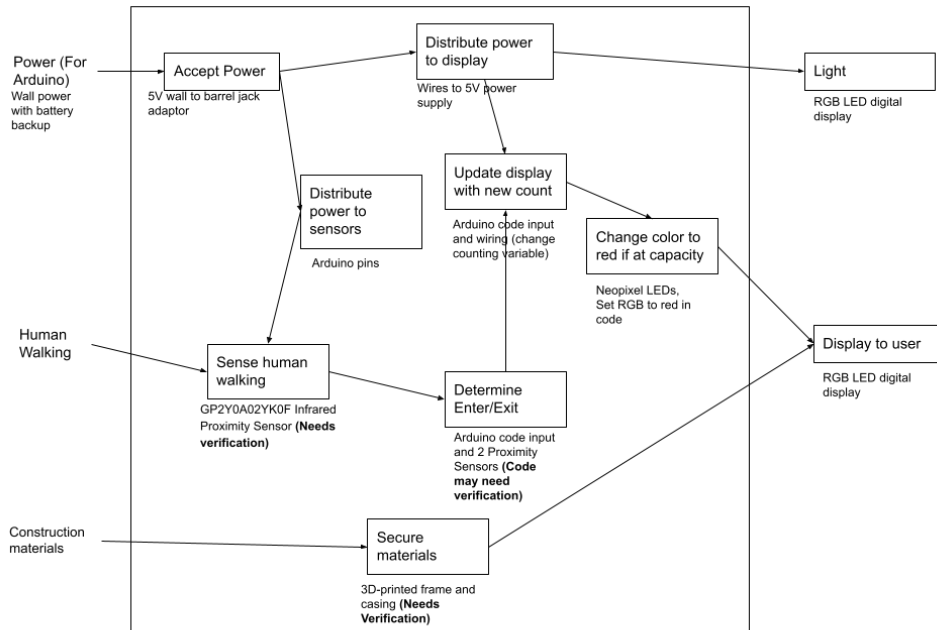 Power (For
Arduino)
Wall power
with battery
backup
Accept Power
5V wall to barrel jack
adaptor
Distribute power
to display
Wires to 5V power
supply
Light
RGB LED digital
display
Distribute
power to
sensors
Arduino pins
Update display
with new count
Arduino code input
and wiring (change
counting variable)
Change color to
red if at capacity
Neopixel LEDs,
Set RGB to red in
code
Human
Walking
Sense human
walking
GP2Y0A02YK0F Infrared
Proximity Sensor (Needs
verification)
Determine
Enter/Exit
Arduino code input
and 2 Proximity
Sensors (Code
may need
verification)
Display to user
RGB LED digital
display
Construction
materials
Secure
materials
3D-printed frame and
casing (Needs
Verification)